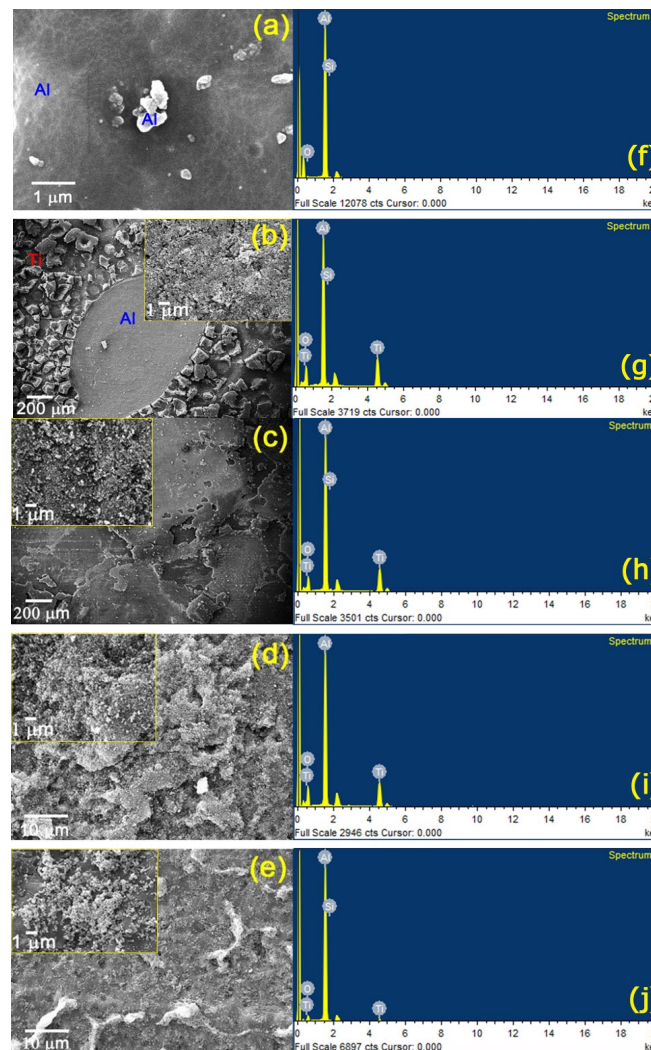 (a)
Al
Al
1 μm
Spectrum
Al
Si
O
(f)
0 2 4 6 8 10 12 14 16 18 2
Full Scale 12078 cts Cursor: 0.000
ke
(b)
Ti
1 μm
Al
200 μm
Spectrum
Al
Si
O
Ti
Ti
(g)
0 2 4 6 8 10 12 14 16 18
Full Scale 3719 cts Cursor: 0.000
ke
(c)
1 μm
200 μm
Spectrum
Al
Si
O
Ti
Ti
(h
0 2 4 6 8 10 12 14 16 18
Full Scale 3501 cts Cursor: 0.000
ke
(d)
1 μm
10 μm
Spectrum
Al
O
Ti
Ti
(i)
0 2 4 6 8 10 12 14 16 18
Full Scale 2946 cts Cursor: 0.000
ke
(e)
1 μm
10 μm
Spectrum
Al
Si
O
Ti
Ti
(j)
0 2 4 6 8 10 12 14 16 18
Full Scale 6897 cts Cursor: 0.000
ke